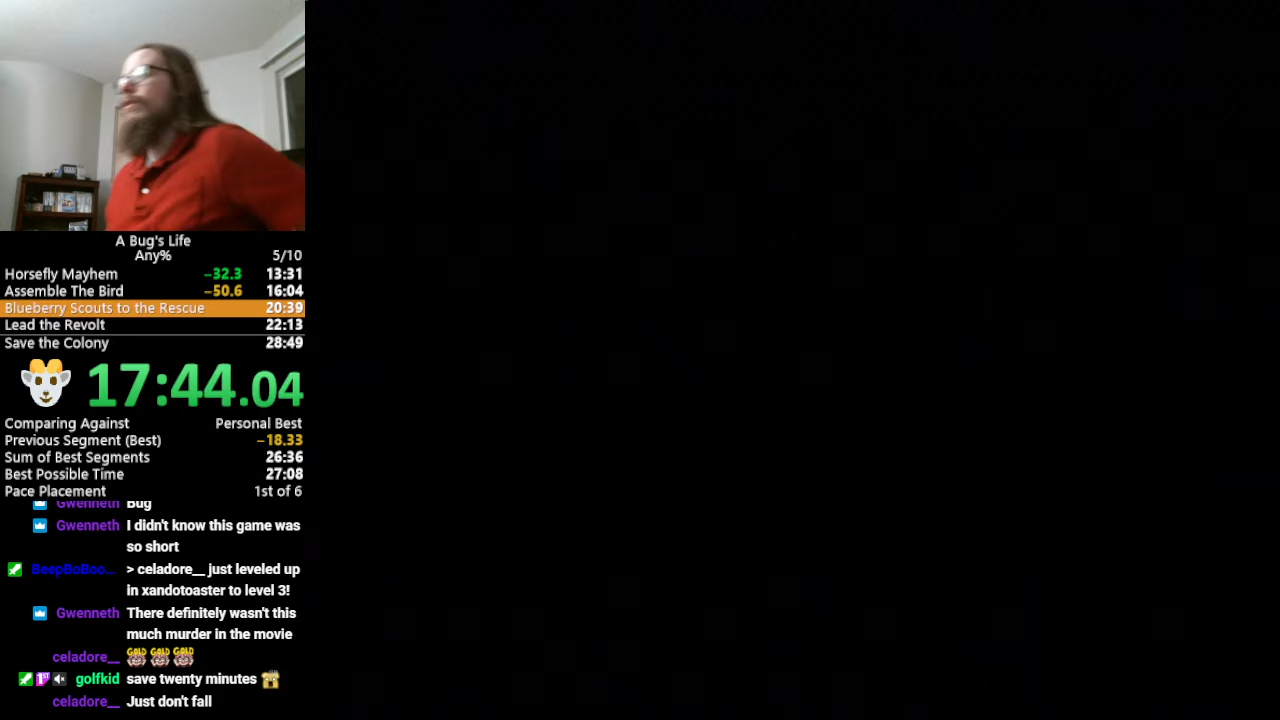 A Bug's Life
Any% 5/10
Horsefly Mayhem -32.3 13:31
Assemble The Bird -50.6 16:04
Blueberry Scouts to the Rescue 20:39
Lead the Revolt 22:13
Save the Colony 28:49
17:44.04
Comparing Against Personal Best
Previous Segment (Best) -18.33
Sum of Best Segments 26:36
Best Possible Time 27:08
Pace Placement 1st of 6
Gwenneth Bug
Gwenneth I didn't know this game was
so short
BeepBoBoo... > celadore__ just leveled up
in xandotoaster to level 3!
Gwenneth There definitely wasn't this
much murder in the movie
celadore__ GOLD GOLD GOLD
1ST golfkid save twenty minutes
celadore__ Just don't fall